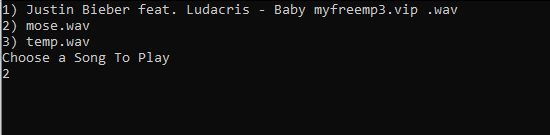 1) Justin Bieber feat. Ludacris - Baby myfreemp3.vip .wav
2) mose.wav
3) temp.wav
Choose a Song To Play
2